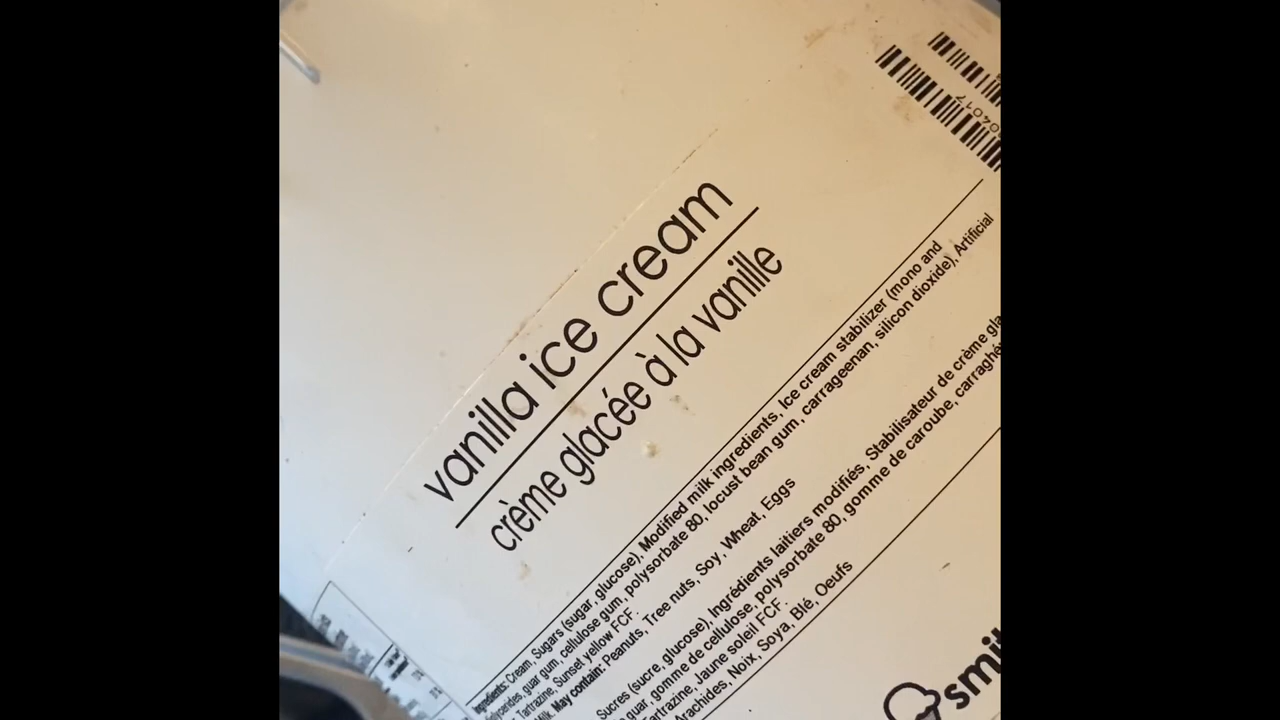 04017
vanilla ice cream
crème glacée à la vanille
Ingredients: Cream, Sugars (sugar, glucose), Modified milk ingredients, Ice cream stabilizer (mono and
guar gum, cellulose gum, polysorbate 80, locust bean gum, carrageenan, silicon dioxide), Artificial
Tartrazine, Sunset yellow FCF.
Milk. May contain: Peanuts, Tree nuts, Soy, Wheat, Eggs
Sucres (sucre, glucose), Ingrédients laitiers modifiés, Stabilisateur de crème
guar, gomme de cellulose, polysorbate 80, gomme de caroube,
Tartrazine, Jaune soleil FCF.
Arachides, Noix, Soya, Blé, Oeufs